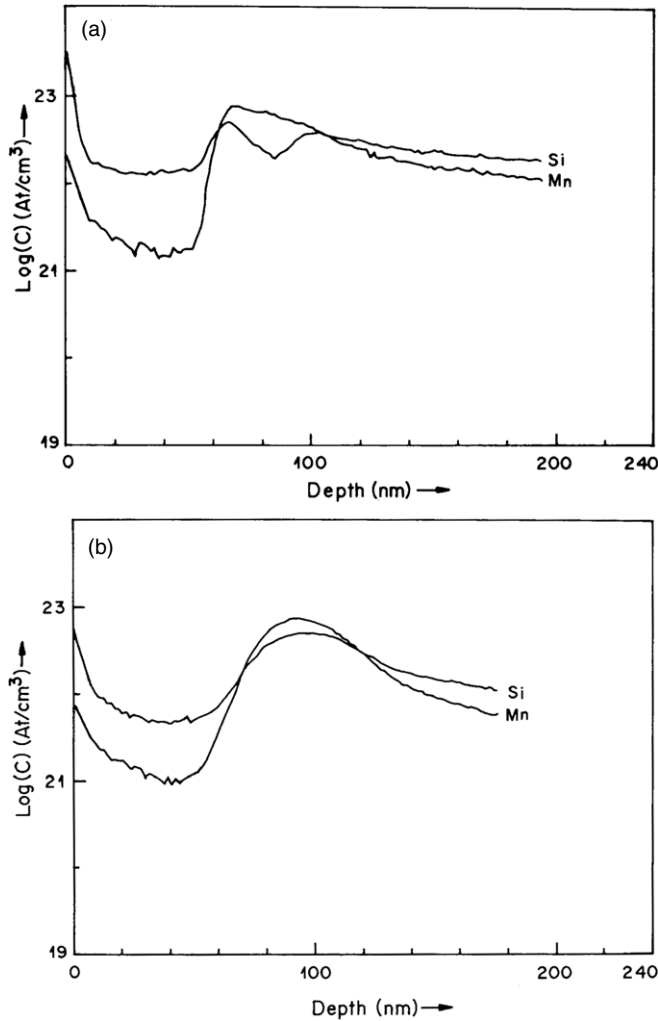 (a)
23
21
19
Log(C) (At/cm³)
Si
Mn
0
100
200
240
Depth (nm)
(b)
23
21
19
Log(C) (At/cm³)
Si
Mn
0
100
200
240
Depth (nm)